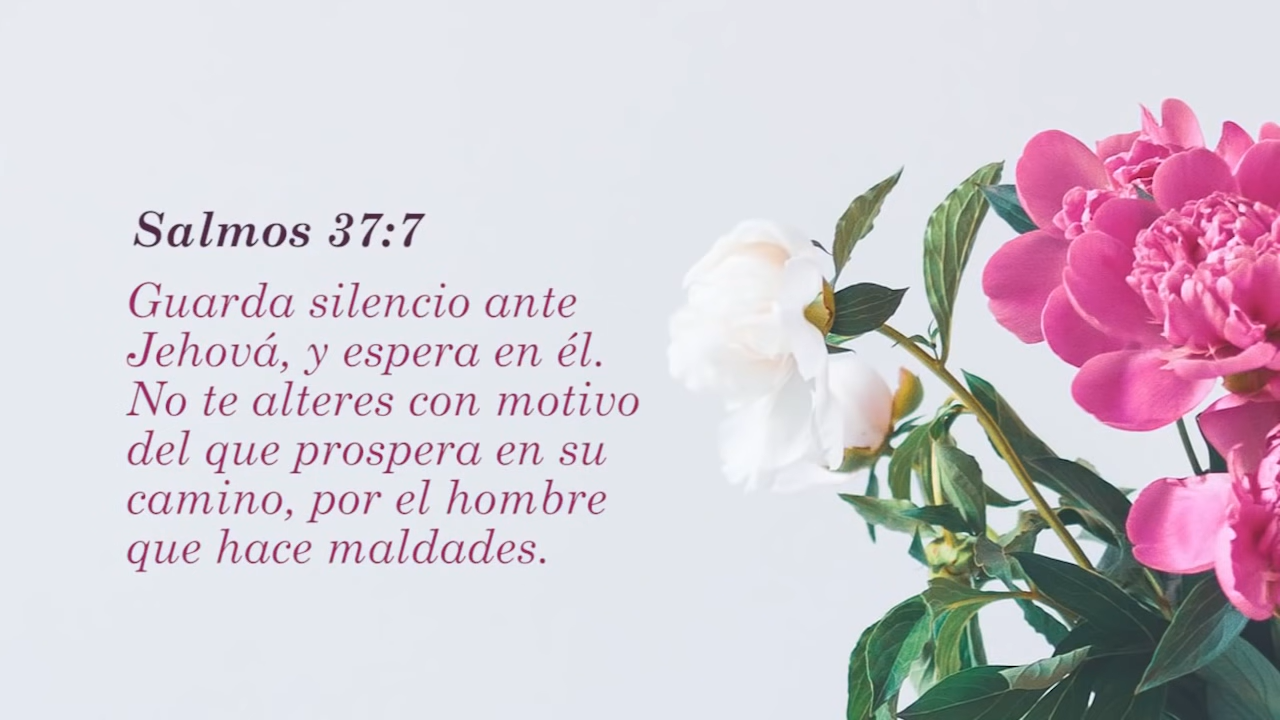 Salmos 37:7
Guarda silencio ante
Jehová, y espera en él.
No te alteres con motivo
del que prospera en su
camino, por el hombre
que hace maldades.